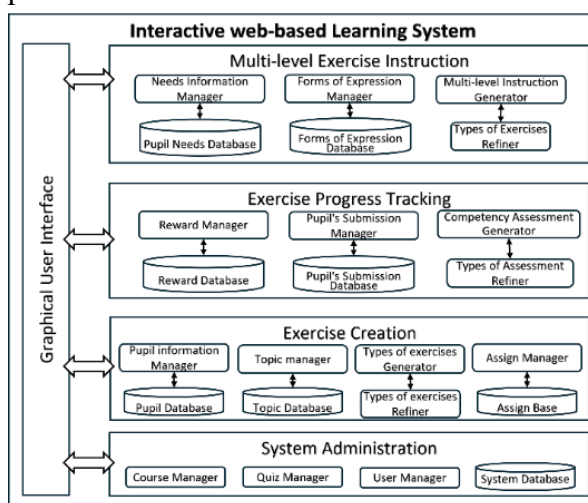 Interactive web-based Learning System
Graphical User Interface
Multi-level Exercise Instruction
Needs Information
Manager
Forms of Expression
Manager
Multi-level Instruction
Generator
Pupil Needs Database
Forms of Expression
Database
Types of Exercises
Refiner
Exercise Progress Tracking
Reward Manager
Pupil's Submission
Manager
Competency Assessment
Generator
Reward Database
Pupil's Submission
Database
Types of Assessment
Refiner
Exercise Creation
Pupil information
Manager
Topic manager
Types of exercises
Generator
Assign Manager
Pupil Database
Topic Database
Types of exercises
Refiner
Assign Base
System Administration
Course Manager
Quiz Manager
User Manager
System Database